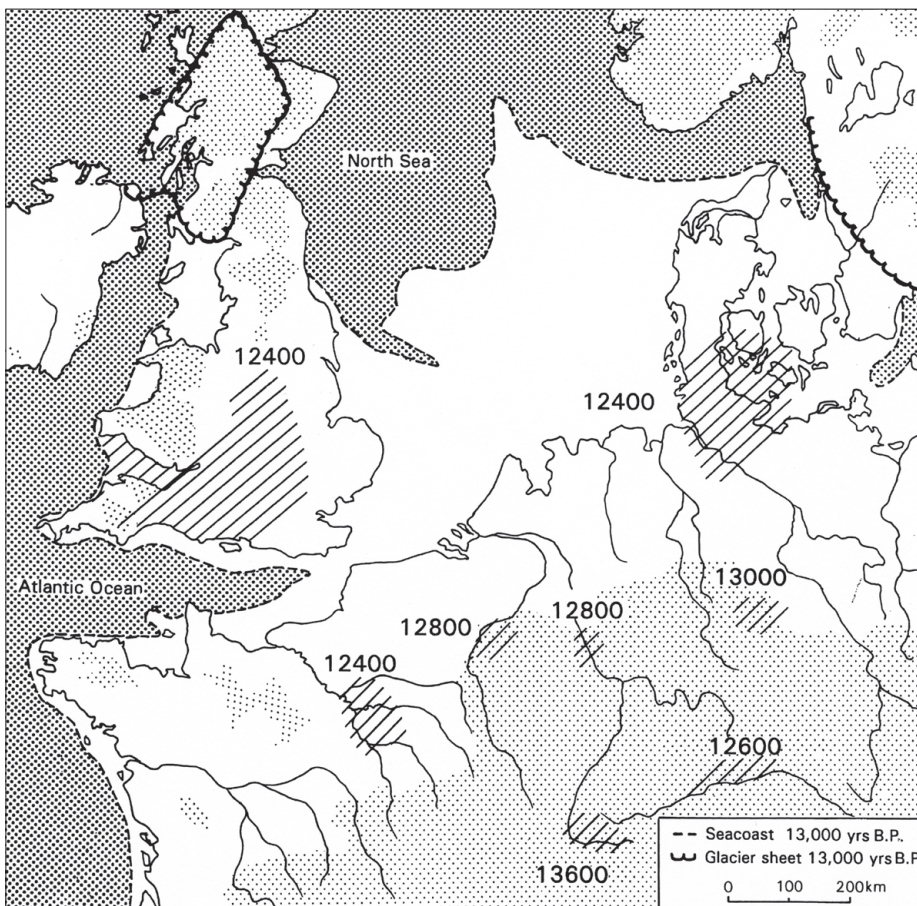 North Sea
12400
12400
Atlantic Ocean
12800
12800
13000
12400
12600
13600
Seacoast 13,000 yrs B.P..
Glacier sheet 13,000 yrs B.P
0 100 200km